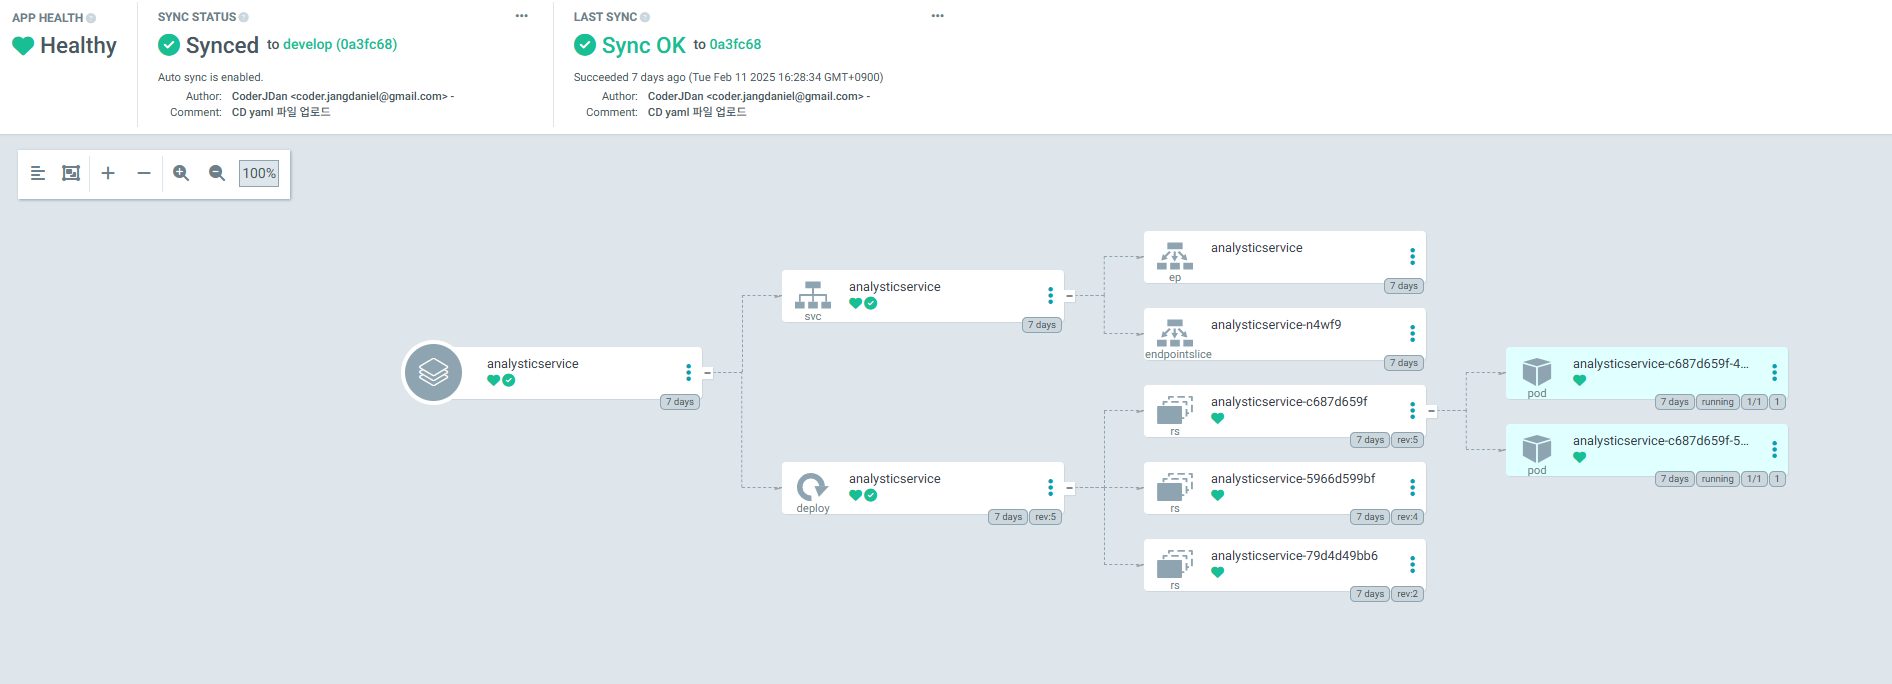 APP HEALTH
Healthy
SYNC STATUS
Synced to develop (0a3fc68)
Auto sync is enabled.
Author: CoderJDan <coder.jangdaniel@gmail.com> -
Comment: CD yaml 파일 업로드
LAST SYNC
Sync OK to 0a3fc68
Succeeded 7 days ago (Tue Feb 11 2025 16:28:34 GMT+0900)
Author: CoderJDan <coder.jangdaniel@gmail.com> -
Comment: CD yaml 파일 업로드
100%
analysticservice
7 days
svc
analysticservice
7 days
deploy
analysticservice
7 days rev:5
ep
analysticservice
7 days
endpointslice
analysticservice-n4wf9
7 days
rs
analysticservice-c687d659f
7 days rev:5
rs
analysticservice-5966d599bf
7 days rev:4
rs
analysticservice-79d4d49bb6
7 days rev:2
pod
analysticservice-c687d659f-4...
7 days running 1/1 1
pod
analysticservice-c687d659f-5...
7 days running 1/1 1